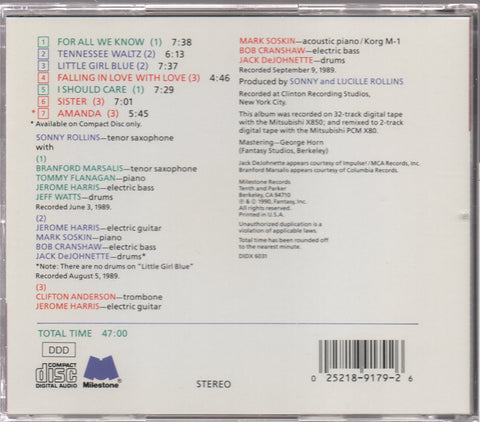 1 FOR ALL WE KNOW (1) 7:38
2 TENNESSEE WALTZ (2) 6:13
3 LITTLE GIRL BLUE (2) 7:37
4 FALLING IN LOVE WITH LOVE (3) 4:46
5 I SHOULD CARE (1) 7:29
6 SISTER (3) 7:01
* 7 AMANDA (3) 5:45
* Available on Compact Disc only.
SONNY ROLLINS—tenor saxophone
with
(1)
BRANFORD MARSALIS—tenor saxophone
TOMMY FLANAGAN—piano
JEROME HARRIS—electric bass
JEFF WATTS—drums
Recorded June 3, 1989.
(2)
JEROME HARRIS—electric guitar
MARK SOSKIN—piano
BOB CRANSHAW—electric bass
JACK DeJOHNETTE—drums*
*Note: There are no drums on "Little Girl Blue"
Recorded August 5, 1989.
(3)
CLIFTON ANDERSON—trombone
JEROME HARRIS—electric guitar
MARK SOSKIN—acoustic piano/Korg M-1
BOB CRANSHAW—electric bass
JACK DeJOHNETTE—drums
Recorded September 9, 1989.
Produced by SONNY and LUCILLE ROLLINS
Recorded at Clinton Recording Studios,
New York City.
This album was recorded on 32-track digital tape
with the Mitsubishi X850; and remixed to 2-track
digital tape with the Mitsubishi PCM X80.
Mastering—George Horn
(Fantasy Studios, Berkeley)
Jack DeJohnette appears courtesy of Impulse!/MCA Records, Inc.
Branford Marsalis appears courtesy of Columbia Records.
Milestone Records
Tenth and Parker
Berkeley, CA 94710
℗ & © 1990, Fantasy, Inc.
All rights reserved.
Printed in U.S.A.
Unauthorized duplication is a
violation of applicable laws.
Total time has been rounded off
to the nearest minute.
DIDX 6031
TOTAL TIME 47:00
DDD
COMPACT
disc
DIGITAL AUDIO
Milestone
STEREO
0 25218-9179-2 6